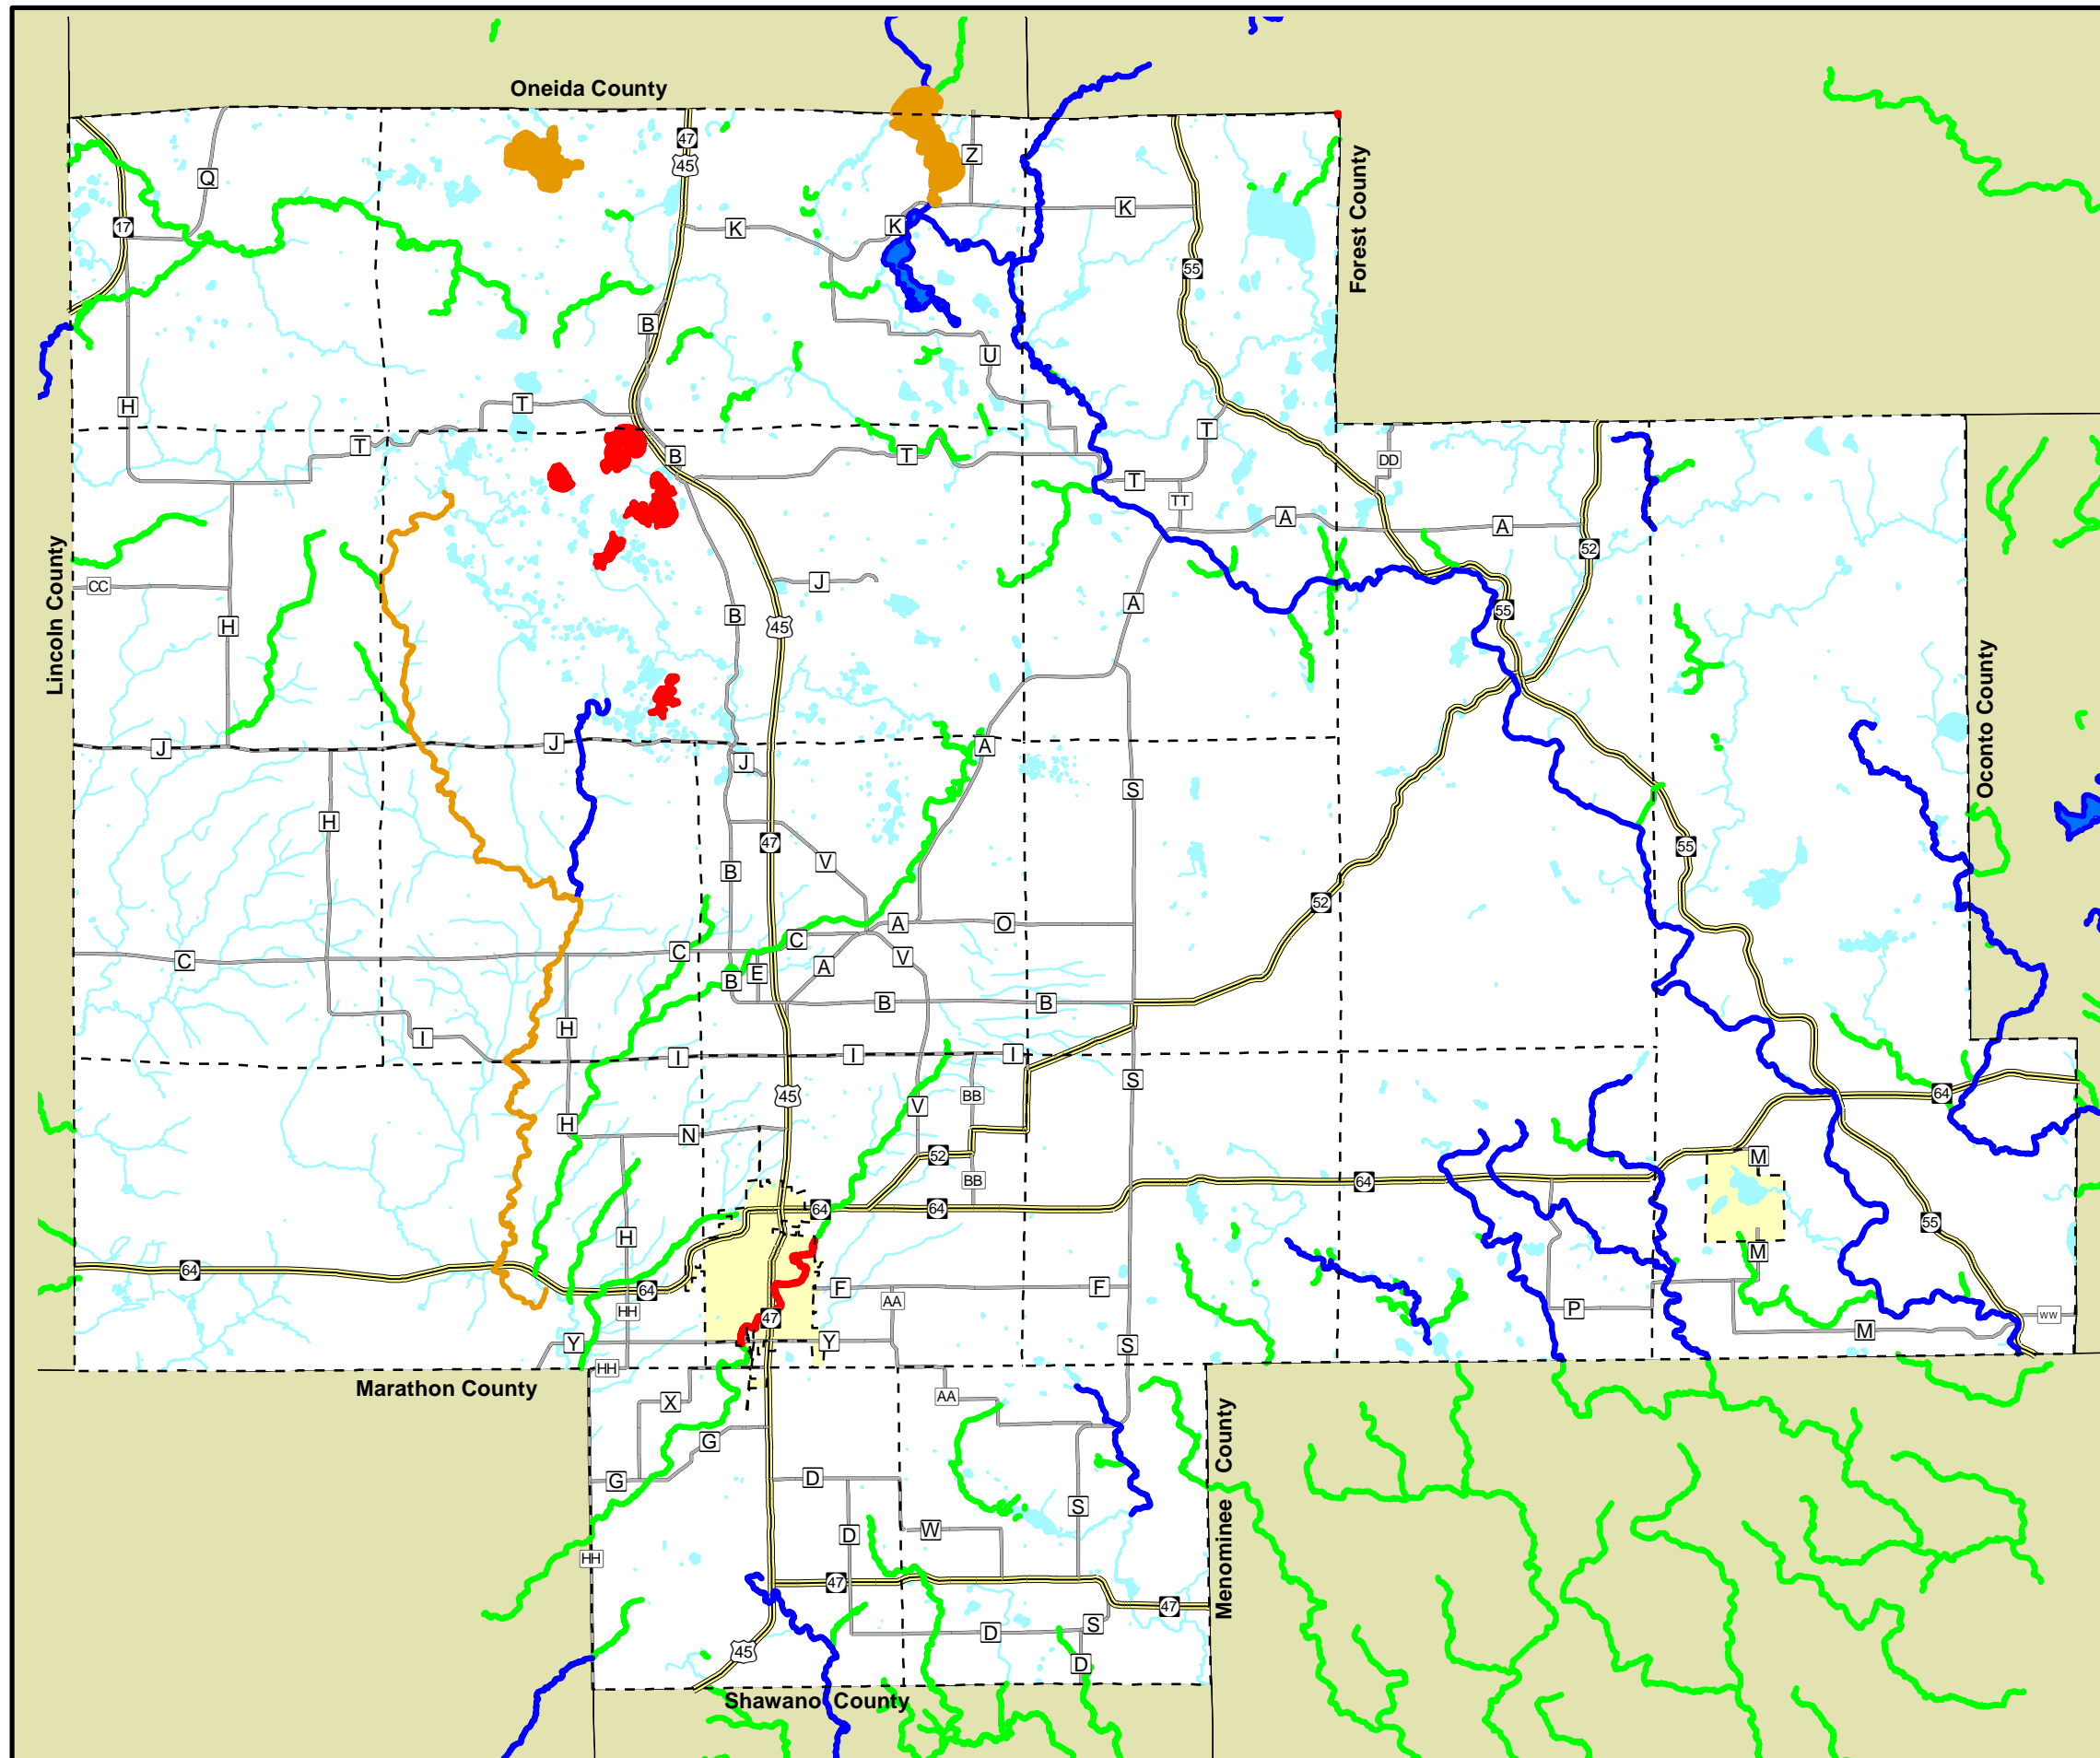 Oneida County
47
45
Z
Q
K
K
K
17
Forest County
55
B
U
H
T
T
T
B
T
T
DD
TT
A
A
52
Lincoln County
CC
J
B
A
55
H
45
Oconto County
J
J
A
J
S
H
47
55
V
B
52
A
O
C
C
C
V
A
E
B
B
B
H
I
I
I
I
S
45
64
BB
V
H
N
52
M
BB
64
64
64
55
H
M
64
F
F
64
AA
HH
P
WW
47
M
Y
Y
S
HH
Marathon County
AA
X
Menominee County
G
D
G
S
W
D
HH
47
47
S
D
45
D
Shawano County